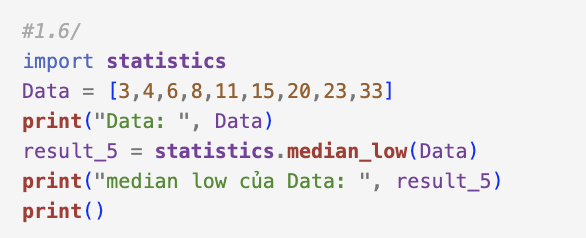 #1.6/
import statistics
Data = [3,4,6,8,11,15,20,23,33]
print("Data: ", Data)
result_5 = statistics.median_low(Data)
print("median low của Data: ", result_5)
print()